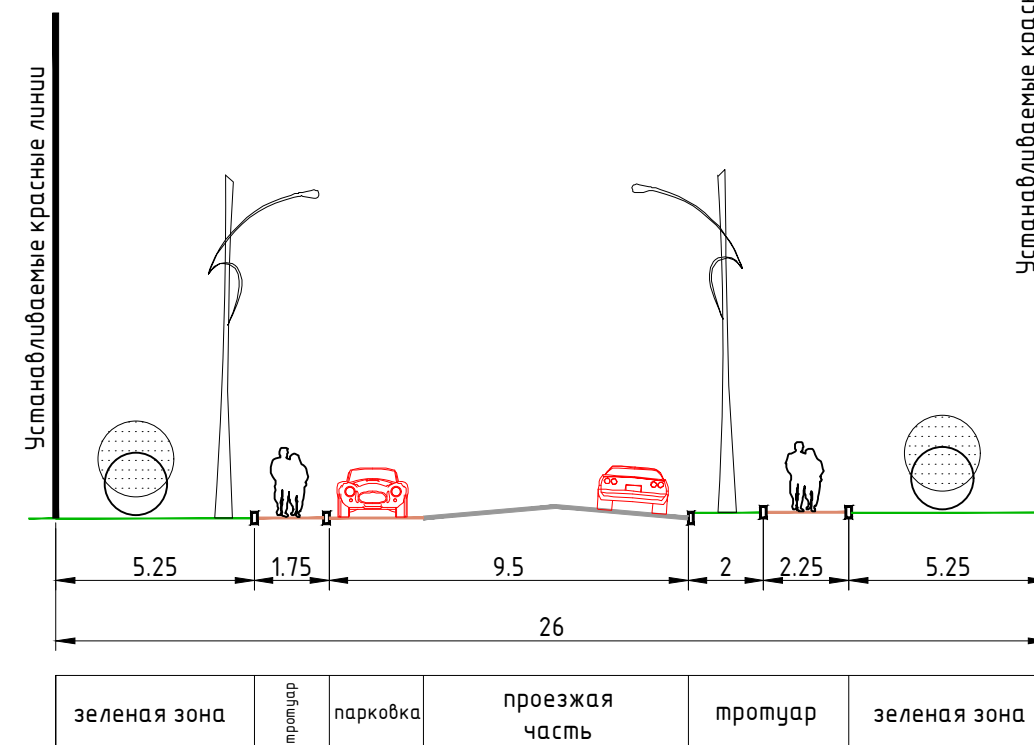 Устанавливаемые красные линии
Устанавливаемые крас
5.25
1.75
9.5
2
2.25
5.25
26
зеленая зона
тротуар
парковка
проезжая
часть
тротуар
зеленая зона